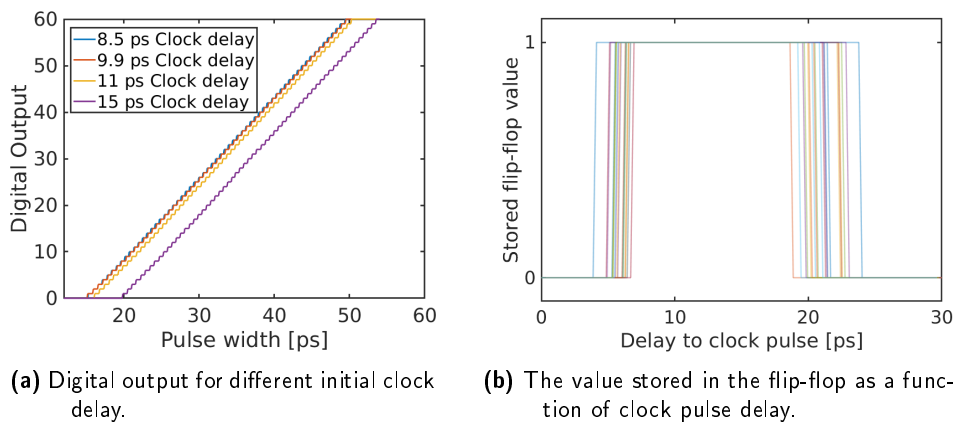 60
50
40
30
20
10
0
Digital Output
8.5 ps Clock delay
9.9 ps Clock delay
11 ps Clock delay
15 ps Clock delay
20 30 40 50 60
Pulse width [ps]
(a) Digital output for different initial clock
delay.
1
0
Stored flip-flop value
0 10 20 30
Delay to clock pulse [ps]
(b) The value stored in the flip-flop as a func-
tion of clock pulse delay.